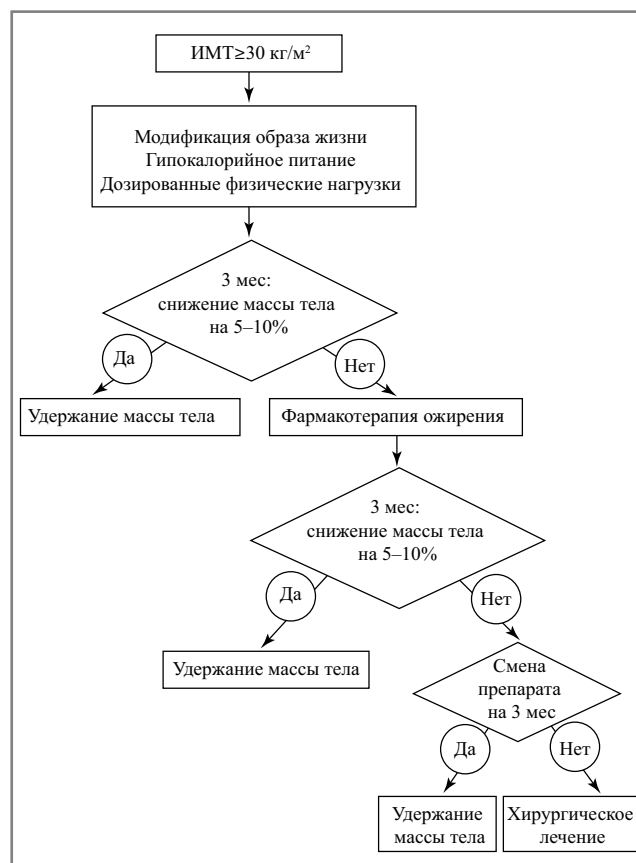 ИМТ≥30 кг/м²
Модификация образа жизни
Гипокалорийное питание
Дозированные физические нагрузки
3 мес:
снижение массы тела
на 5–10%
Да
Нет
Удержание массы тела
Фармакотерапия ожирения
3 мес:
снижение массы тела
на 5–10%
Да
Нет
Удержание массы тела
Смена
препарата
на 3 мес
Да
Нет
Удержание
массы тела
Хирургическое
лечение